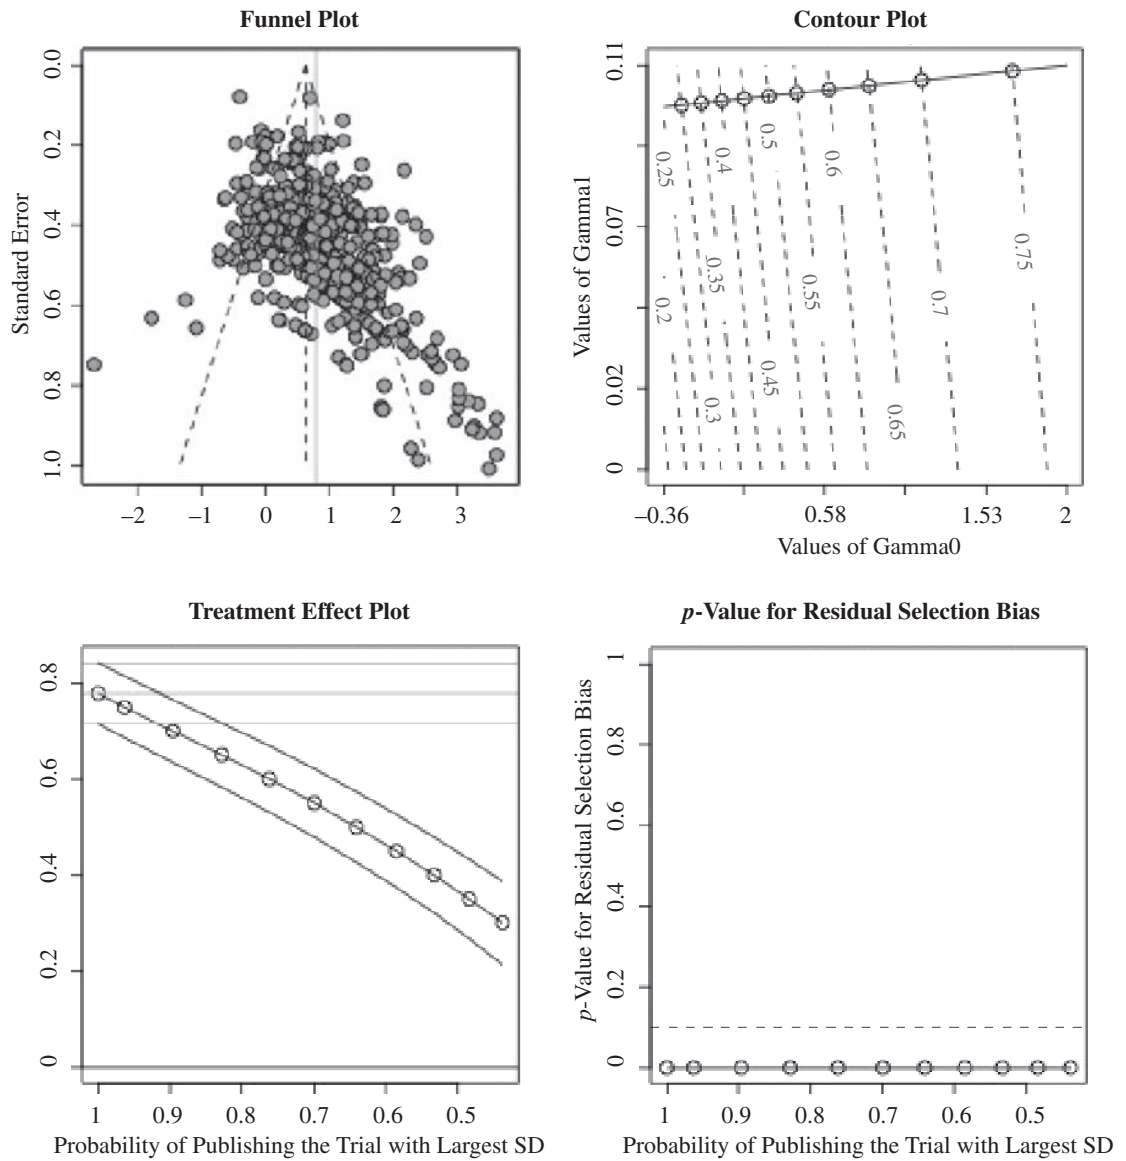 Funnel Plot
Standard Error
0.0
0.2
0.4
0.6
0.8
1.0
−2 −1 0 1 2 3
Contour Plot
Values of Gammal
0.11
0.07
0.02
0
0.25
0.4
0.5
0.6
0.2
0.35
0.55
0.7
0.75
0.3
0.45
0.65
−0.36 0.58 1.53 2
Values of Gamma0
Treatment Effect Plot
0.8
0.6
0.4
0.2
0
1 0.9 0.8 0.7 0.6 0.5
Probability of Publishing the Trial with Largest SD
p-Value for Residual Selection Bias
p-Value for Residual Selection Bias
1
0.8
0.6
0.4
0.2
0
1 0.9 0.8 0.7 0.6 0.5
Probability of Publishing the Trial with Largest SD